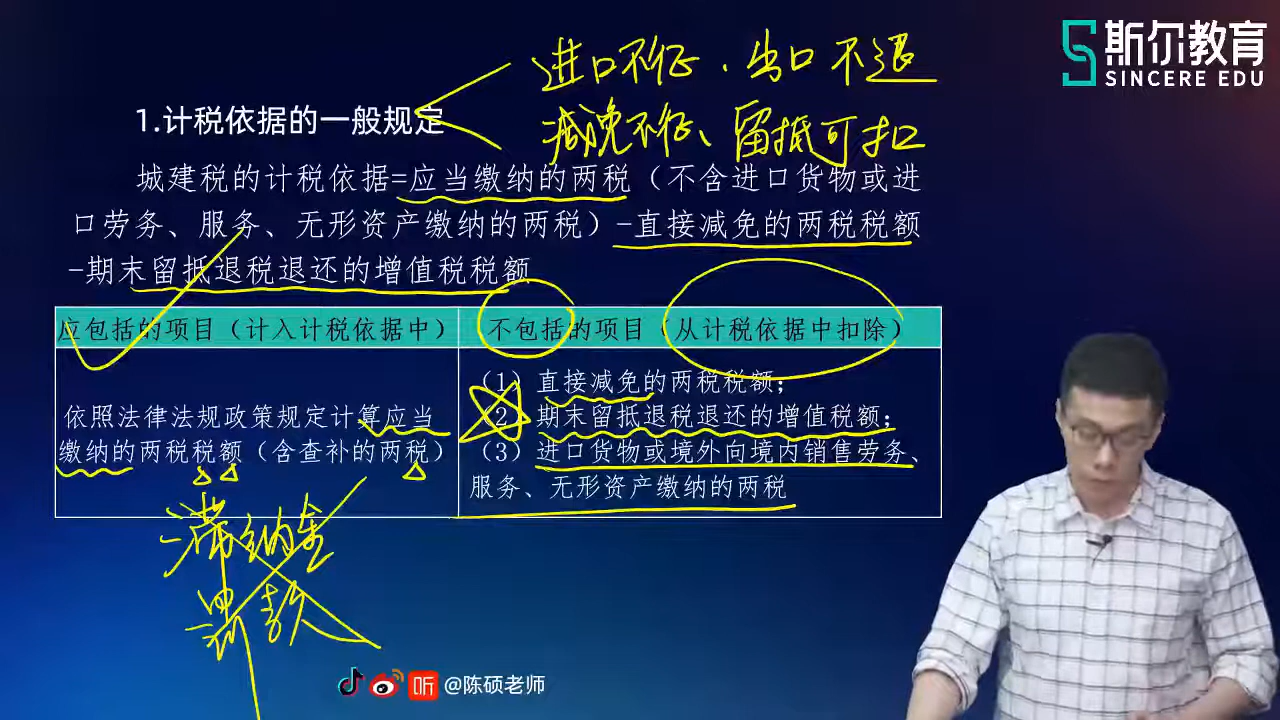 斯尔教育
SINCERE EDU
进口不征、出口不退
减免不征、留抵可扣
1.计税依据的一般规定
城建税的计税依据=应当缴纳的两税（不含进口货物或进
口劳务、服务、无形资产缴纳的两税）-直接减免的两税税额
-期末留抵退税退还的增值税税额
应包括的项目（计入计税依据中）
不包括的项目（从计税依据中扣除）
依照法律法规政策规定计算应当
缴纳的两税税额（含查补的两税）
（1）直接减免的两税税额；
（2）期末留抵退税退还的增值税额；
（3）进口货物或境外向境内销售劳务、
服务、无形资产缴纳的两税
滞纳金
罚款
听 @陈硕老师